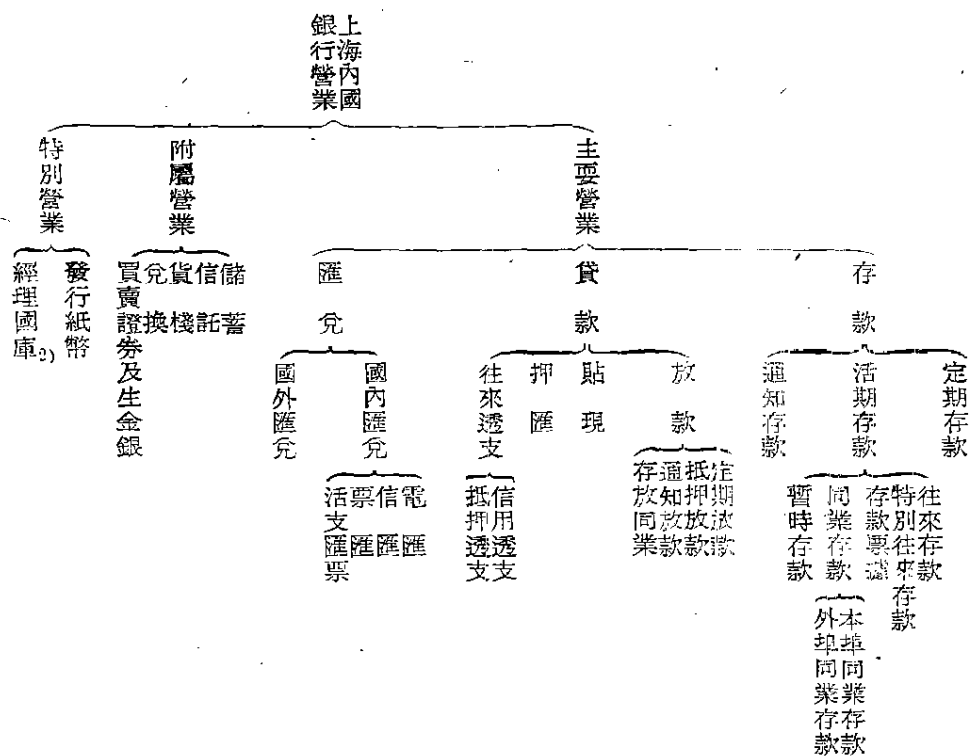 上海內國
銀行營業
主要營業
存款
定期存款
活期存款
往來存款
特別往來存款
存款票據
同業存款
本埠同業存款
外埠同業存款
暫時存款
通知存款
貸款
放款
定期放款
抵押放款
通知放款
存放同業
貼現
押匯
往來透支
信用透支
抵押透支
匯兌
國內匯兌
電匯
信匯
票匯
活支匯票
國外匯兌
附屬營業
儲蓄
信託
貨棧
兌換
買賣證券及生金銀
特別營業
發行紙幣
經理國庫2)